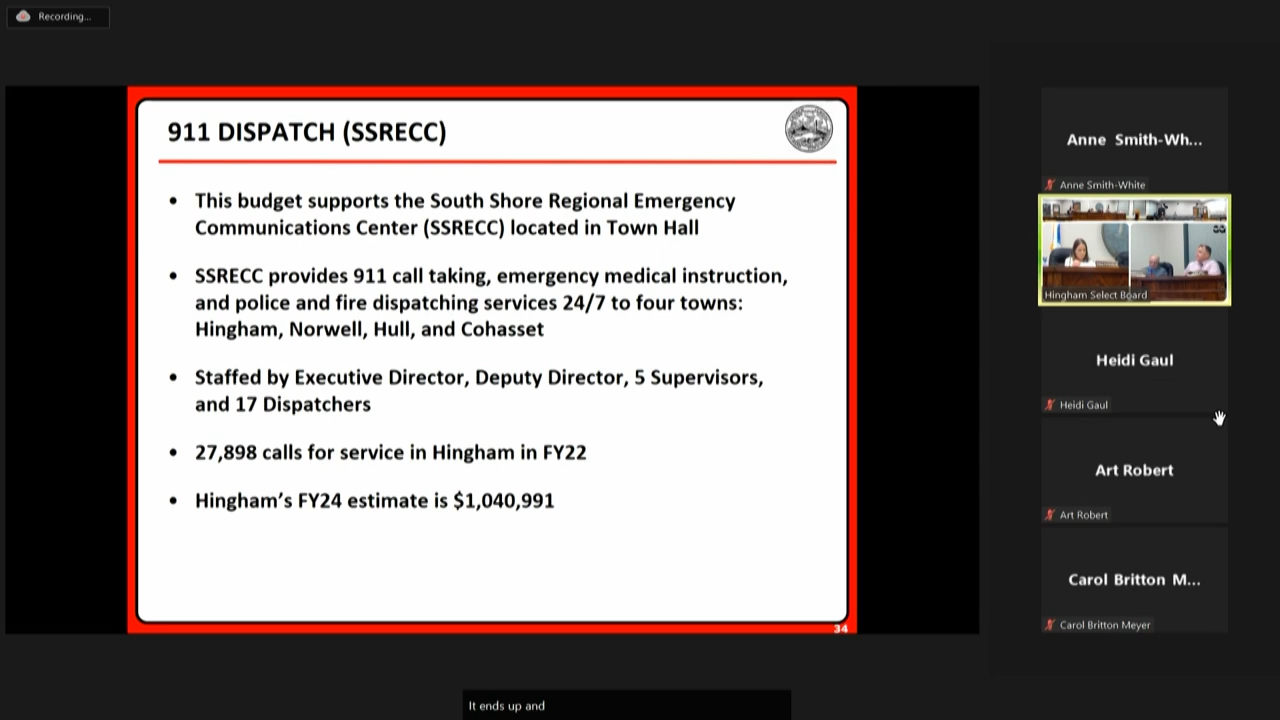 Recording...
911 DISPATCH (SSRECC)
• This budget supports the South Shore Regional Emergency
Communications Center (SSRECC) located in Town Hall
• SSRECC provides 911 call taking, emergency medical instruction,
and police and fire dispatching services 24/7 to four towns:
Hingham, Norwell, Hull, and Cohasset
• Staffed by Executive Director, Deputy Director, 5 Supervisors,
and 17 Dispatchers
• 27,898 calls for service in Hingham in FY22
• Hingham’s FY24 estimate is $1,040,991
34
Anne Smith-Wh...
Anne Smith-White
Hingham Select Board
Heidi Gaul
Heidi Gaul
Art Robert
Art Robert
Carol Britton M...
Carol Britton Meyer
It ends up and